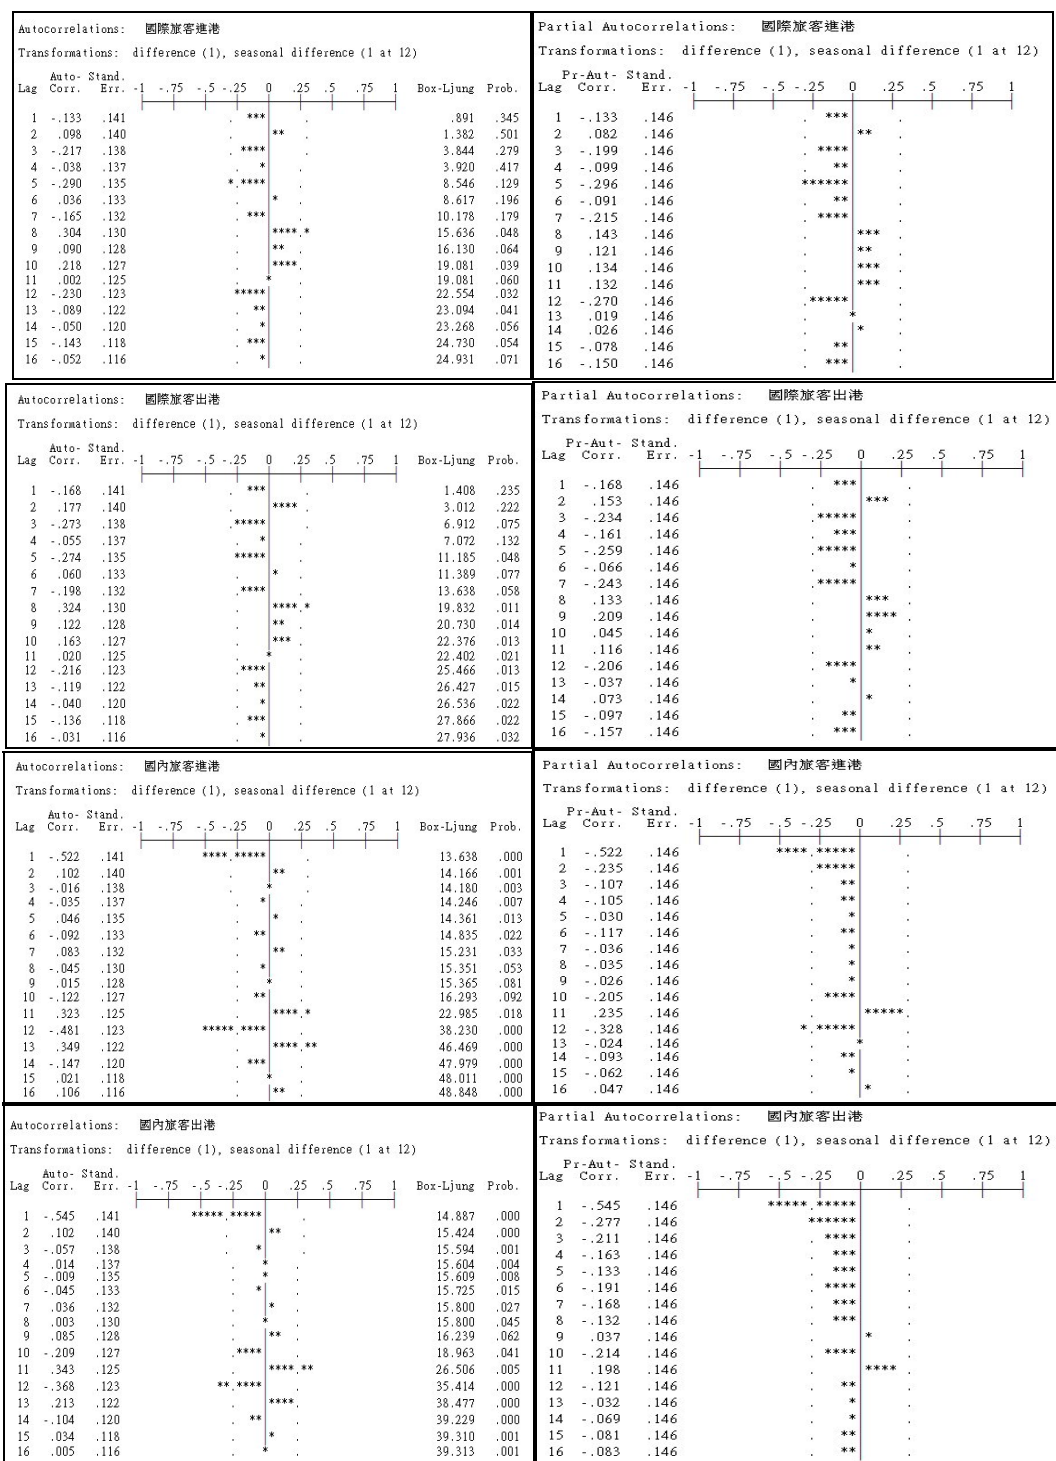 Autocorrelations: 國際旅客進港
Transformations: difference (1), seasonal difference (1 at 12)
Auto- Stand.
Lag Corr. Err. -1 -.75 -.5 -.25 0 .25 .5 .75 1 Box-Ljung Prob.
1 -.133 .141 .891 .345
2 .098 .140 1.382 .501
3 -.217 .138 3.844 .279
4 -.038 .137 3.920 .417
5 -.290 .135 8.546 .129
6 .036 .133 8.617 .196
7 -.165 .132 10.178 .179
8 .304 .130 15.636 .048
9 .090 .128 16.130 .064
10 .218 .127 19.081 .039
11 .002 .125 19.081 .060
12 -.230 .123 22.554 .032
13 -.089 .122 23.094 .041
14 -.050 .120 23.268 .056
15 -.143 .118 24.730 .054
16 -.052 .116 24.931 .071
Partial Autocorrelations: 國際旅客進港
Transformations: difference (1), seasonal difference (1 at 12)
Pr-Aut- Stand.
Lag Corr. Err. -1 -.75 -.5 -.25 0 .25 .5 .75 1
1 -.133 .146
2 .082 .146
3 -.199 .146
4 -.099 .146
5 -.296 .146
6 -.091 .146
7 -.215 .146
8 .143 .146
9 .121 .146
10 .134 .146
11 .132 .146
12 -.270 .146
13 .019 .146
14 .026 .146
15 -.078 .146
16 -.150 .146
Autocorrelations: 國際旅客出港
Transformations: difference (1), seasonal difference (1 at 12)
Auto- Stand.
Lag Corr. Err. -1 -.75 -.5 -.25 0 .25 .5 .75 1 Box-Ljung Prob.
1 -.168 .141 1.408 .235
2 .177 .140 3.012 .222
3 -.273 .138 6.912 .075
4 -.055 .137 7.072 .132
5 -.274 .135 11.185 .048
6 .060 .133 11.389 .077
7 -.198 .132 13.638 .058
8 .324 .130 19.832 .011
9 .122 .128 20.730 .014
10 .163 .127 22.376 .013
11 .020 .125 22.402 .021
12 -.216 .123 25.466 .013
13 -.119 .122 26.427 .015
14 -.040 .120 26.536 .022
15 -.136 .118 27.866 .022
16 -.031 .116 27.936 .032
Partial Autocorrelations: 國際旅客出港
Transformations: difference (1), seasonal difference (1 at 12)
Pr-Aut- Stand.
Lag Corr. Err. -1 -.75 -.5 -.25 0 .25 .5 .75 1
1 -.168 .146
2 .153 .146
3 -.234 .146
4 -.161 .146
5 -.259 .146
6 -.066 .146
7 -.243 .146
8 .133 .146
9 .209 .146
10 .045 .146
11 .116 .146
12 -.206 .146
13 -.037 .146
14 .073 .146
15 -.097 .146
16 -.157 .146
Autocorrelations: 國內旅客進港
Transformations: difference (1), seasonal difference (1 at 12)
Auto- Stand.
Lag Corr. Err. -1 -.75 -.5 -.25 0 .25 .5 .75 1 Box-Ljung Prob.
1 -.522 .141 13.638 .000
2 .102 .140 14.166 .001
3 -.016 .138 14.180 .003
4 -.035 .137 14.246 .007
5 .046 .135 14.361 .013
6 -.092 .133 14.835 .022
7 .083 .132 15.231 .033
8 -.045 .130 15.351 .053
9 .015 .128 15.365 .081
10 -.122 .127 16.293 .092
11 .323 .125 22.985 .018
12 -.481 .123 38.230 .000
13 .349 .122 46.469 .000
14 -.147 .120 47.979 .000
15 .021 .118 48.011 .000
16 .106 .116 48.848 .000
Partial Autocorrelations: 國內旅客進港
Transformations: difference (1), seasonal difference (1 at 12)
Pr-Aut- Stand.
Lag Corr. Err. -1 -.75 -.5 -.25 0 .25 .5 .75 1
1 -.522 .146
2 -.235 .146
3 -.107 .146
4 -.105 .146
5 -.030 .146
6 -.117 .146
7 -.036 .146
8 -.035 .146
9 -.026 .146
10 -.205 .146
11 .235 .146
12 -.328 .146
13 -.024 .146
14 -.093 .146
15 -.062 .146
16 .047 .146
Autocorrelations: 國內旅客出港
Transformations: difference (1), seasonal difference (1 at 12)
Auto- Stand.
Lag Corr. Err. -1 -.75 -.5 -.25 0 .25 .5 .75 1 Box-Ljung Prob.
1 -.545 .141 14.887 .000
2 .102 .140 15.424 .000
3 -.057 .138 15.594 .001
4 .014 .137 15.604 .004
5 -.009 .135 15.609 .008
6 -.045 .133 15.725 .015
7 .036 .132 15.800 .027
8 .003 .130 15.800 .045
9 .085 .128 16.239 .062
10 -.209 .127 18.963 .041
11 .343 .125 26.506 .005
12 -.368 .123 35.414 .000
13 .213 .122 38.477 .000
14 -.104 .120 39.229 .000
15 .034 .118 39.310 .001
16 .005 .116 39.313 .001
Partial Autocorrelations: 國內旅客出港
Transformations: difference (1), seasonal difference (1 at 12)
Pr-Aut- Stand.
Lag Corr. Err. -1 -.75 -.5 -.25 0 .25 .5 .75 1
1 -.545 .146
2 -.277 .146
3 -.211 .146
4 -.163 .146
5 -.133 .146
6 -.191 .146
7 -.168 .146
8 -.132 .146
9 .037 .146
10 -.214 .146
11 .198 .146
12 -.121 .146
13 -.032 .146
14 -.069 .146
15 -.081 .146
16 -.083 .146